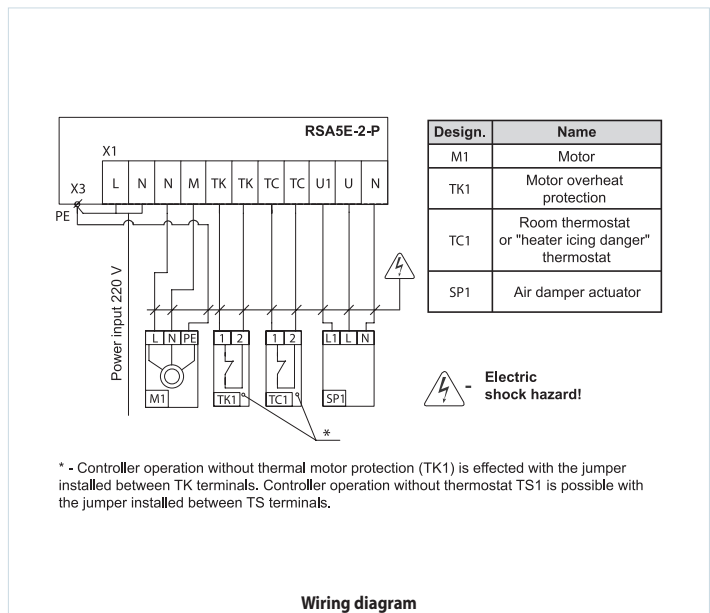 RSA5E-2-P
X1
L N N M TK TK TC TC U1 U N
X3
PE
Power input 220 V
L N PE
M1
1 2
TK1
1 2
TC1
L1 L N
SP1
*
Design. Name
M1 Motor
TK1 Motor overheat
protection
TC1 Room thermostat
or "heater icing danger"
thermostat
SP1 Air damper actuator
- Electric
shock hazard!
* - Controller operation without thermal motor protection (TK1) is effected with the jumper
installed between TK terminals. Controller operation without thermostat TS1 is possible with
the jumper installed between TS terminals.
Wiring diagram